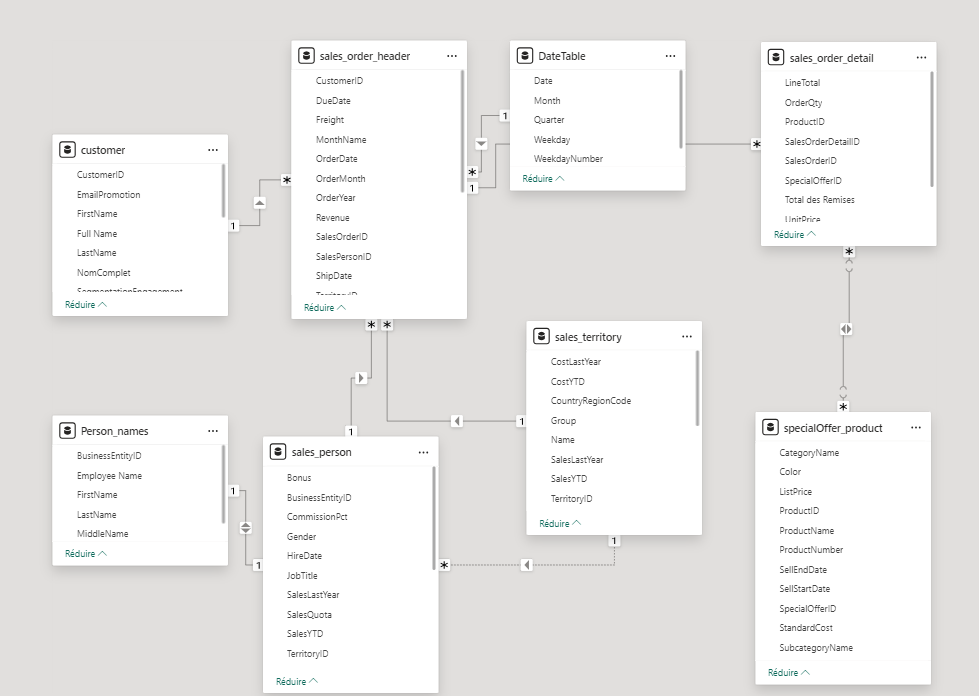 sales_order_header
CustomerID
DueDate
Freight
MonthName
OrderDate
OrderMonth
OrderYear
Revenue
SalesOrderID
SalesPersonID
ShipDate
TerritoryID
Réduire
DateTable
Date
Month
Quarter
Weekday
WeekdayNumber
Réduire
sales_order_detail
LineTotal
OrderQty
ProductID
SalesOrderDetailID
SalesOrderID
SpecialOfferID
Total des Remises
UnitPrice
Réduire
customer
CustomerID
EmailPromotion
FirstName
Full Name
LastName
NomComplet
SegmentationEngagement
Réduire
1
*
1
*
1
*
*
*
*
*
1
1
sales_territory
CostLastYear
CostYTD
CountryRegionCode
Group
Name
SalesLastYear
SalesYTD
TerritoryID
Réduire
1
Person_names
BusinessEntityID
Employee Name
FirstName
LastName
MiddleName
Réduire
1
1
sales_person
Bonus
BusinessEntityID
CommissionPct
Gender
HireDate
JobTitle
SalesLastYear
SalesQuota
SalesYTD
TerritoryID
Réduire
*
specialOffer_product
CategoryName
Color
ListPrice
ProductID
ProductName
ProductNumber
SellEndDate
SellStartDate
SpecialOfferID
StandardCost
SubcategoryName
Réduire